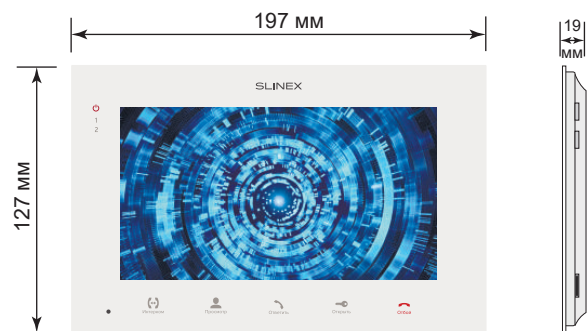 197 мм
19
мм
127 мм
SLINEX
1
2
Интерком
Просмотр
Ответить
Открыть
Отбой